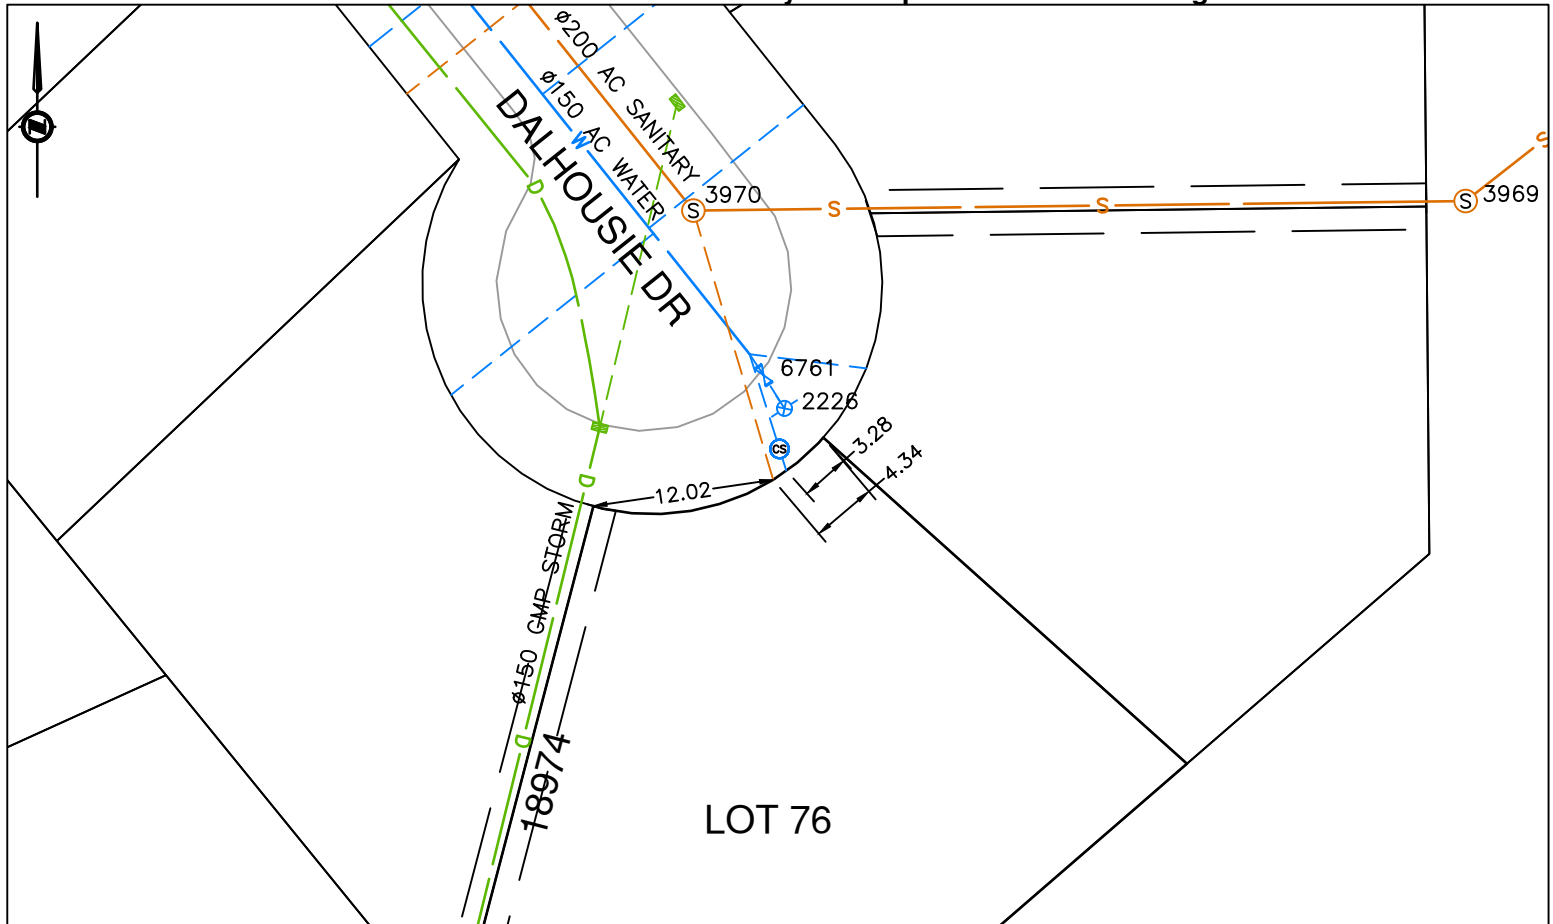 ø200 AC SANITARY
ø150 AC WATER
W
DALHOUSIE DR
D
S
3970
S
S
S
3969
S
6761
2226
CS
3.28
4.34
12.02
D
ø150 GMP STORM
D
18974
LOT 76
Z